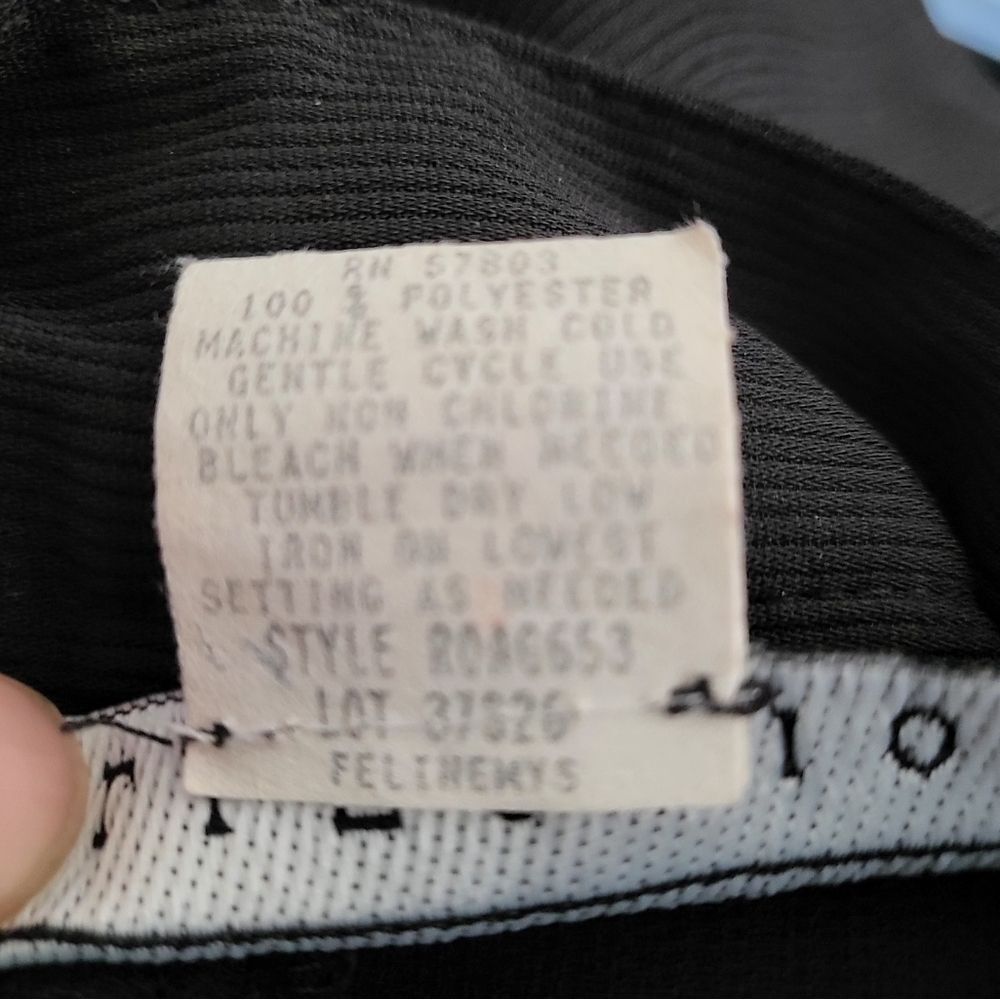 RN 57803
100 % POLYESTER
MACHINE WASH COLD
GENTLE CYCLE USE
ONLY NON CHLORINE
BLEACH WHEN NEEDED
TUMBLE DRY LOW
IRON ON LOWEST
SETTING AS NEEDED
STYLE
LOT
IO